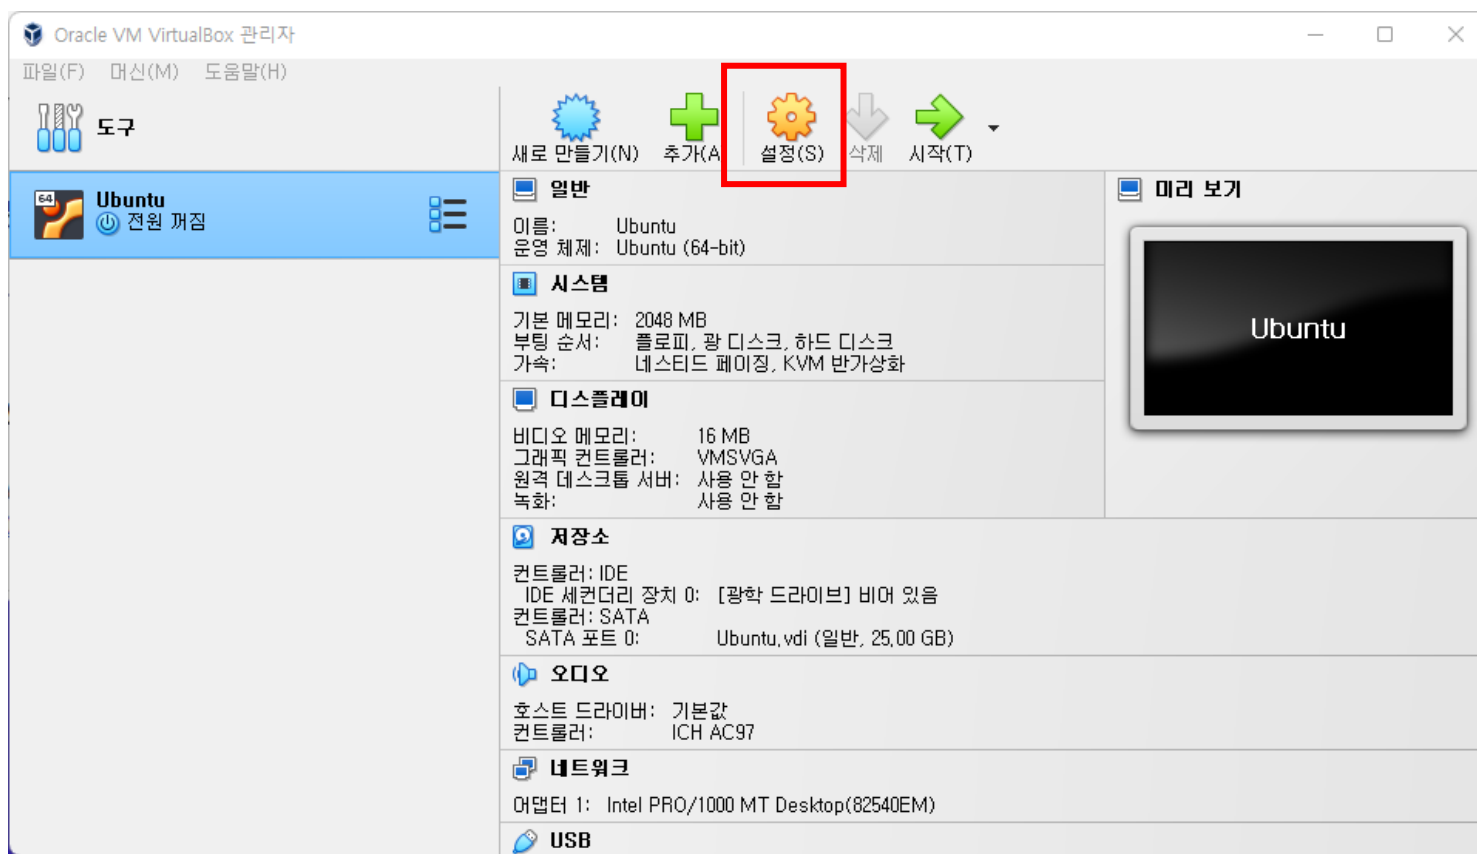 Oracle VM VirtualBox 관리자
파일(F) 머신(M) 도움말(H)
도구
새로 만들기(N) 추가(A 설정(S) 삭제 시작(T)
64
Ubuntu
전원 꺼짐
일반
이름: Ubuntu
운영 체제: Ubuntu (64-bit)
미리 보기
Ubuntu
시스템
기본 메모리: 2048 MB
부팅 순서: 플로피, 광 디스크, 하드 디스크
가속: 네스티드 페이징, KVM 반가상화
디스플레이
비디오 메모리: 16 MB
그래픽 컨트롤러: VMSVGA
원격 데스크톱 서버: 사용 안 함
녹화: 사용 안 함
저장소
컨트롤러: IDE
IDE 세컨더리 장치 0: [광학 드라이브] 비어 있음
컨트롤러: SATA
SATA 포트 0: Ubuntu.vdi (일반, 25.00 GB)
오디오
호스트 드라이버: 기본값
컨트롤러: ICH AC97
네트워크
어댑터 1: Intel PRO/1000 MT Desktop(82540EM)
USB